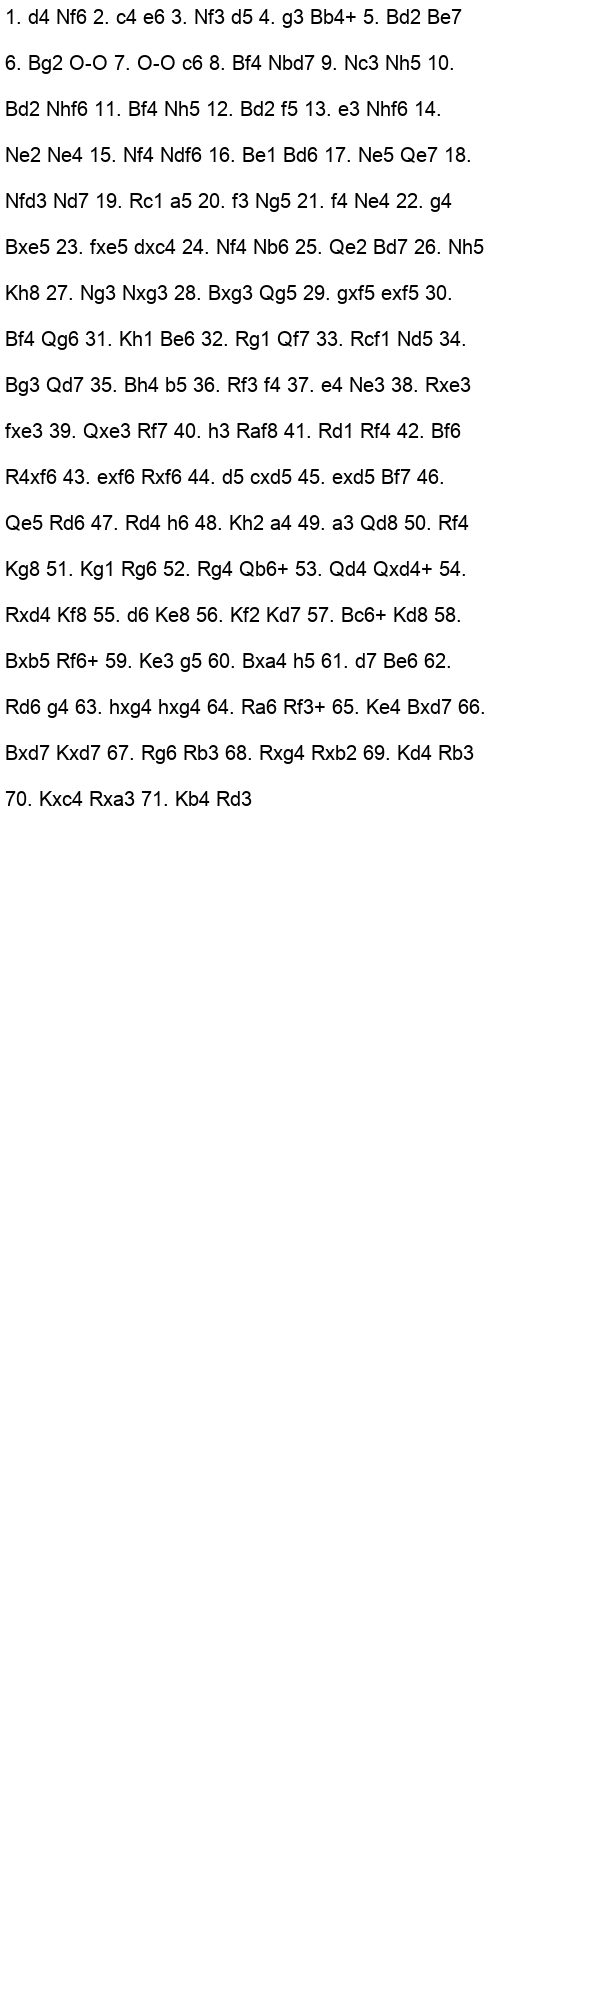 1. d4 Nf6 2. c4 e6 3. Nf3 d5 4. g3 Bb4+ 5. Bd2 Be7
6. Bg2 O-O 7. O-O c6 8. Bf4 Nbd7 9. Nc3 Nh5 10.
Bd2 Nhf6 11. Bf4 Nh5 12. Bd2 f5 13. e3 Nhf6 14.
Ne2 Ne4 15. Nf4 Ndf6 16. Be1 Bd6 17. Ne5 Qe7 18.
Nfd3 Nd7 19. Rc1 a5 20. f3 Ng5 21. f4 Ne4 22. g4
Bxe5 23. fxe5 dxc4 24. Nf4 Nb6 25. Qe2 Bd7 26. Nh5
Kh8 27. Ng3 Nxg3 28. Bxg3 Qg5 29. gxf5 exf5 30.
Bf4 Qg6 31. Kh1 Be6 32. Rg1 Qf7 33. Rcf1 Nd5 34.
Bg3 Qd7 35. Bh4 b5 36. Rf3 f4 37. e4 Ne3 38. Rxe3
fxe3 39. Qxe3 Rf7 40. h3 Raf8 41. Rd1 Rf4 42. Bf6
R4xf6 43. exf6 Rxf6 44. d5 cxd5 45. exd5 Bf7 46.
Qe5 Rd6 47. Rd4 h6 48. Kh2 a4 49. a3 Qd8 50. Rf4
Kg8 51. Kg1 Rg6 52. Rg4 Qb6+ 53. Qd4 Qxd4+ 54.
Rxd4 Kf8 55. d6 Ke8 56. Kf2 Kd7 57. Bc6+ Kd8 58.
Bxb5 Rf6+ 59. Ke3 g5 60. Bxa4 h5 61. d7 Be6 62.
Rd6 g4 63. hxg4 hxg4 64. Ra6 Rf3+ 65. Ke4 Bxd7 66.
Bxd7 Kxd7 67. Rg6 Rb3 68. Rxg4 Rxb2 69. Kd4 Rb3
70. Kxc4 Rxa3 71. Kb4 Rd3